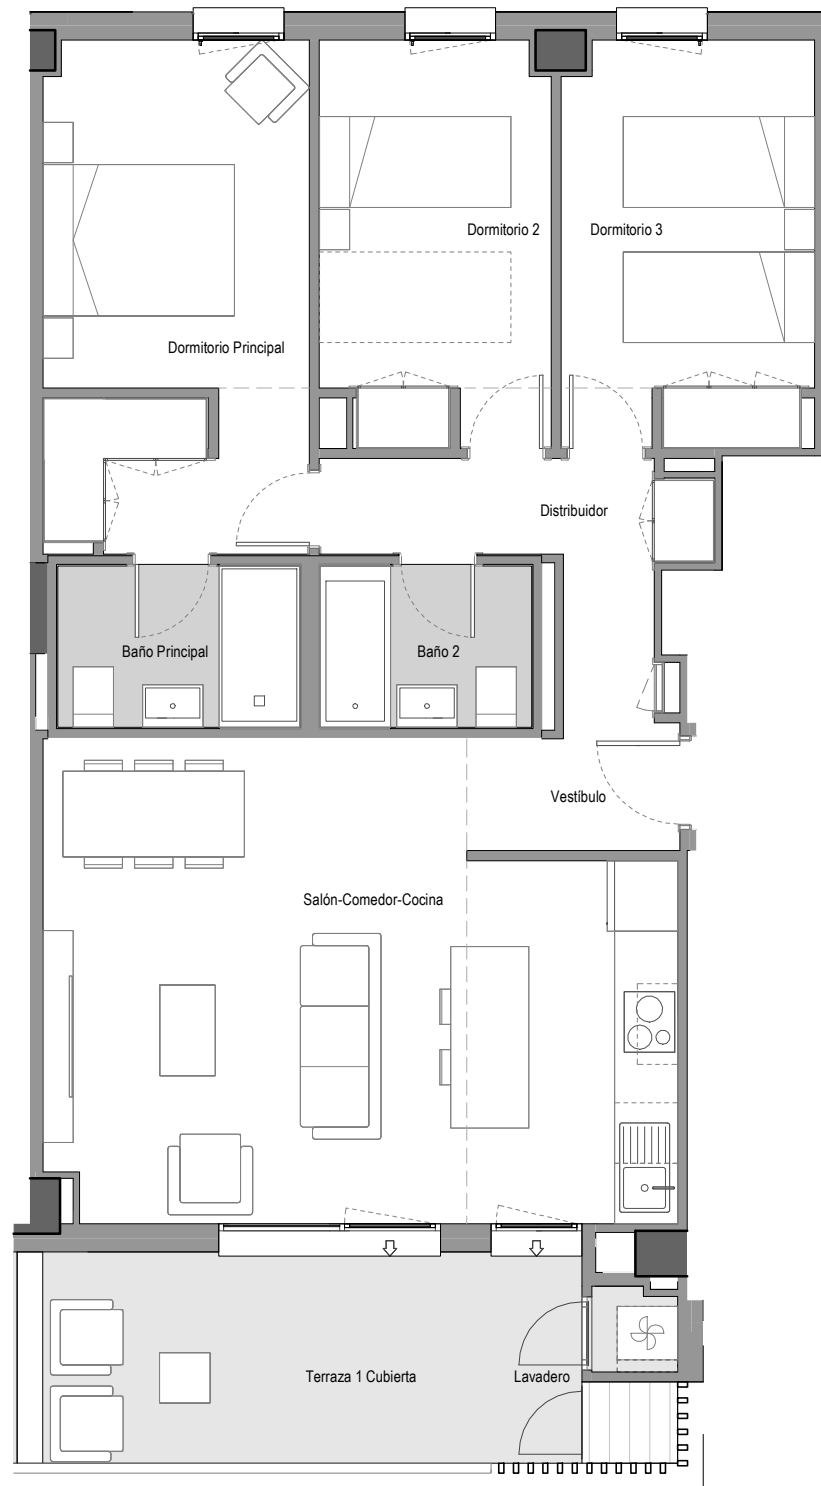 Dormitorio 2
Dormitorio 3
Dormitorio Principal
Distribuidor
Baño Principal
Baño 2
Vestíbulo
Salón-Comedor-Cocina
Terraza 1 Cubierta
Lavadero